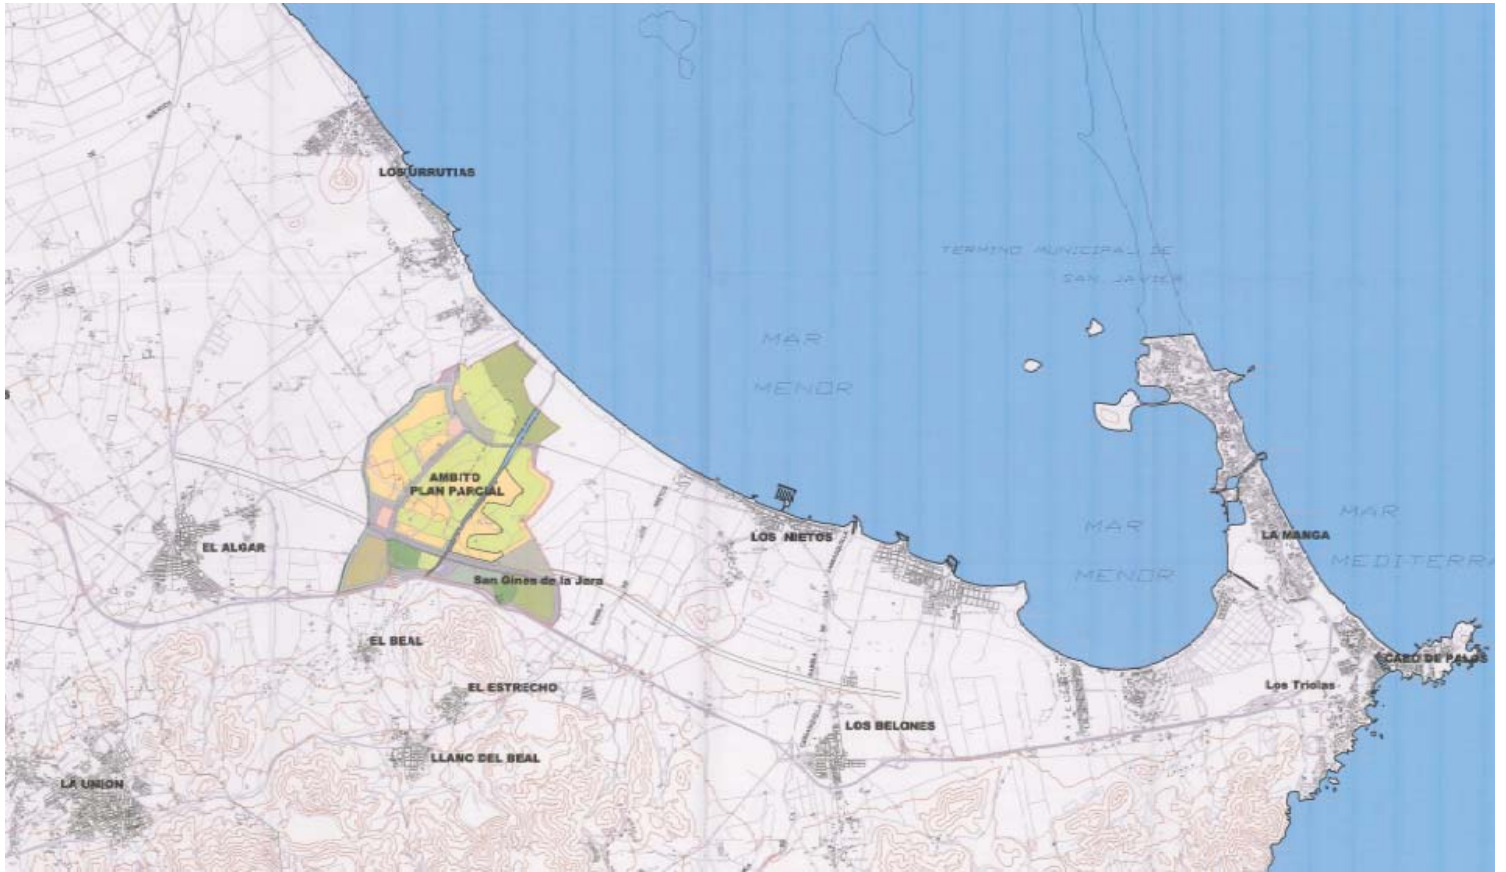 LOS URRUTIAS
TERMINO MUNICIPAL DE
SAN JAVIER
MAR
MENOR
AMBITO
PLAN PARCIAL
MAR
MENOR
MAR
MEDITERRA
LOS NIETOS
LA MANGA
EL ALGAR
San Gines de la Jara
EL BEAL
CABO DE PALOS
EL ESTRECHO
Los Triolas
LOS BELONES
LLANO DEL BEAL
LA UNION